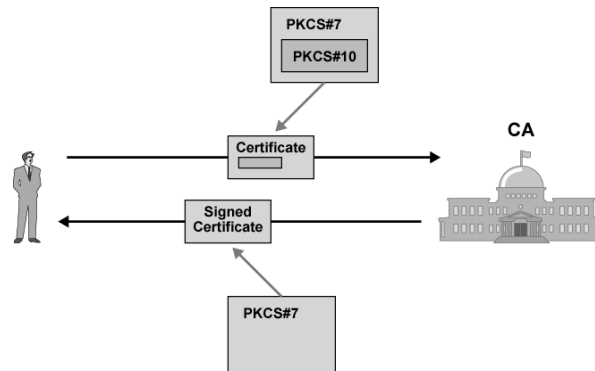 PKCS#7
PKCS#10
CA
Certificate
Signed
Certificate
PKCS#7